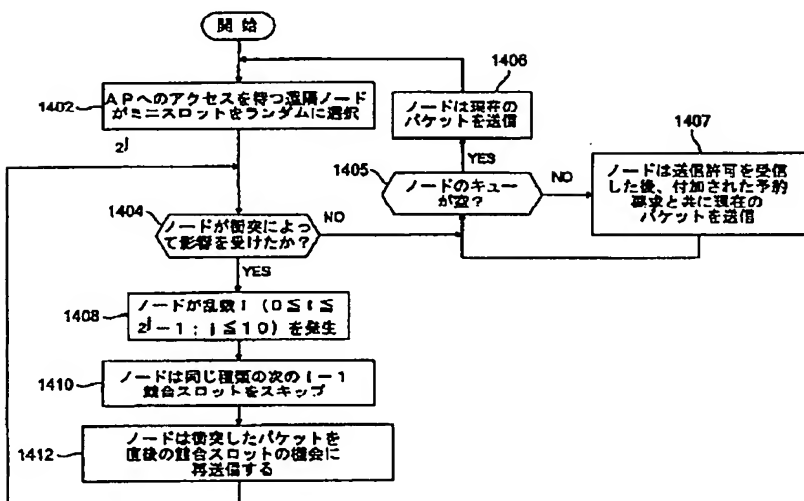 開 始
1402
APへのアクセスを待つ遠隔ノード
がミニスロットをランダムに選択
2j
1404
ノードが衝突によっ
て影響を受けたか？
NO
YES
1405
ノードのキュー
が空？
YES
NO
1406
ノードは現在の
パケットを送信
1407
ノードは送信許可を受信
した後、付加された予約
要求と共に現在の
パケットを送信
1408
ノードが乱数i（0≦i≦
2j－1；j≦10）を発生
1410
ノードは同じ種類の次のi－1
競合スロットをスキップ
1412
ノードは衝突したパケットを
直後の競合スロットの機会に
再送信する